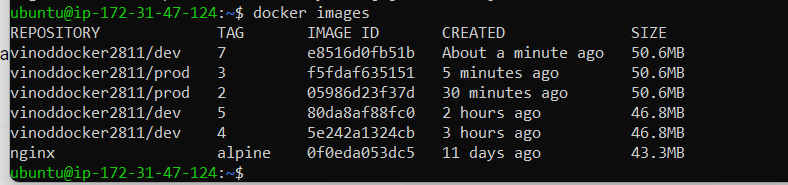 ubuntu@ip-172-31-47-124:~$ docker images
REPOSITORY TAG IMAGE ID CREATED SIZE
vinoddocker2811/dev 7 e8516d0fb51b About a minute ago 50.6MB
vinoddocker2811/prod 3 f5fdaf635151 5 minutes ago 50.6MB
vinoddocker2811/prod 2 05986d23f37d 30 minutes ago 50.6MB
vinoddocker2811/dev 5 80da8af88fc0 2 hours ago 46.8MB
vinoddocker2811/dev 4 5e242a1324cb 3 hours ago 46.8MB
nginx alpine 0f0eda053dc5 11 days ago 43.3MB
ubuntu@ip-172-31-47-124:~$